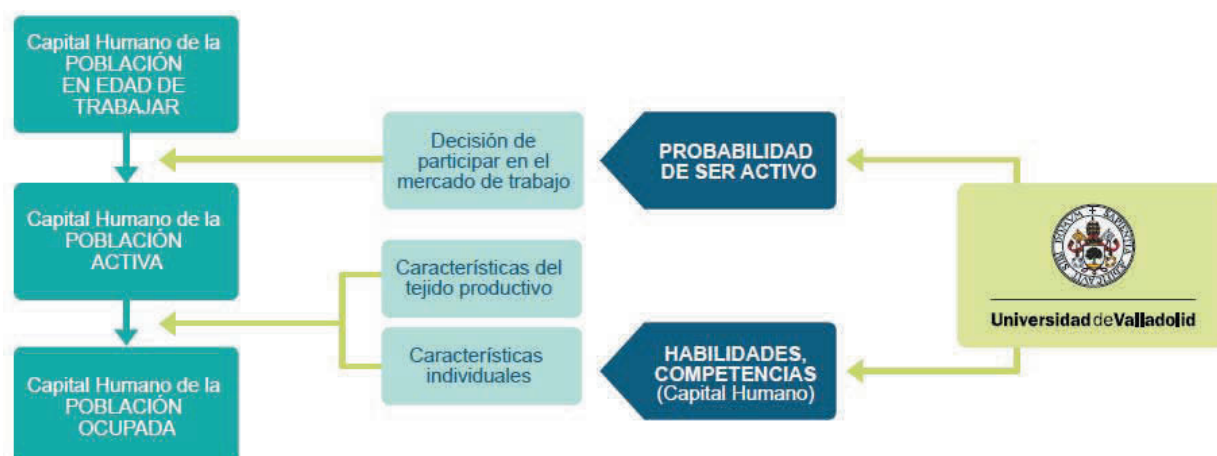 Capital Humano de la
POBLACIÓN
EN EDAD DE
TRABAJAR
Decisión de
participar en el
mercado de trabajo
PROBABILIDAD
DE SER ACTIVO
Capital Humano de la
POBLACIÓN
ACTIVA
Características del
tejido productivo
Universidad de Valladolid
Características
individuales
HABILIDADES,
COMPETENCIAS
(Capital Humano)
Capital Humano de la
POBLACIÓN
OCUPADA